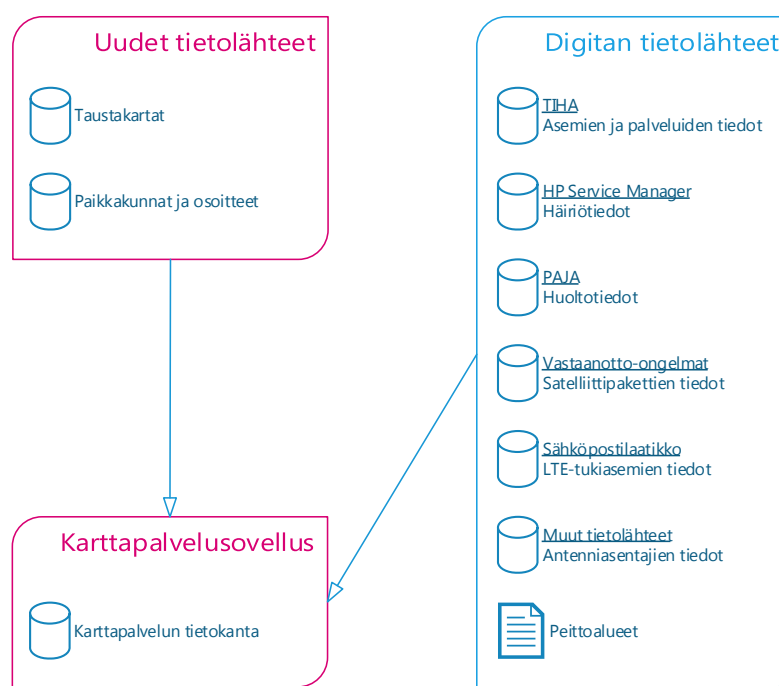 Uudet tietolähteet
Taustakartat
Paikkakunnat ja osoitteet
Digitan tietolähteet
TIHA
Asemien ja palveluiden tiedot
HP Service Manager
Häiriötiedot
PAJA
Huoltotiedot
Vastaanotto-ongelmat
Satelliittipakettien tiedot
Sähköpostilaatikko
LTE-tukiasemien tiedot
Muut tietolähteet
Antenniasentajien tiedot
Peittoalueet
Karttapalvelusovellus
Karttapalvelun tietokanta